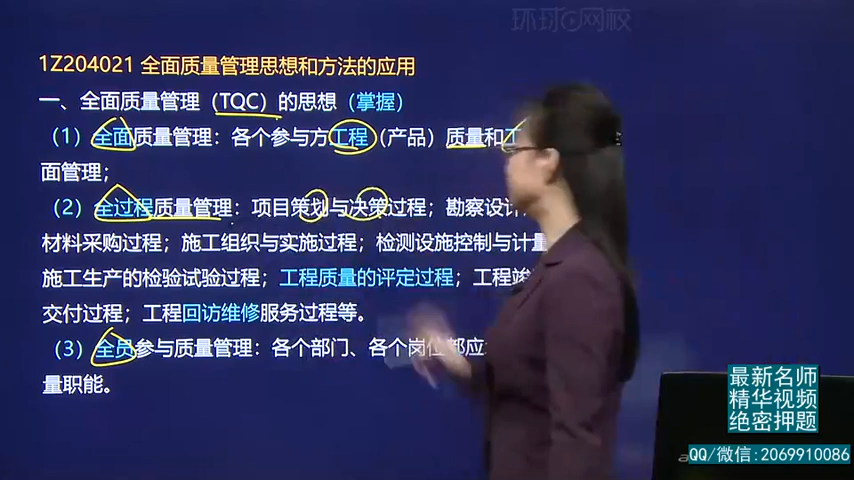 环球网校
1Z204021 全面质量管理思想和方法的应用
一、全面质量管理（TQC）的思想（掌握）
（1）全面质量管理：各个参与方工程（产品）质量和工
面管理；
（2）全过程质量管理：项目策划与决策过程；勘察设计
材料采购过程；施工组织与实施过程；检测设施控制与计量
施工生产的检验试验过程；工程质量的评定过程；工程竣
交付过程；工程回访维修服务过程等。
（3）全员参与质量管理：各个部门、各个岗位都应
量职能。
最新名师
精华视频
绝密押题
QQ/微信:2069910086